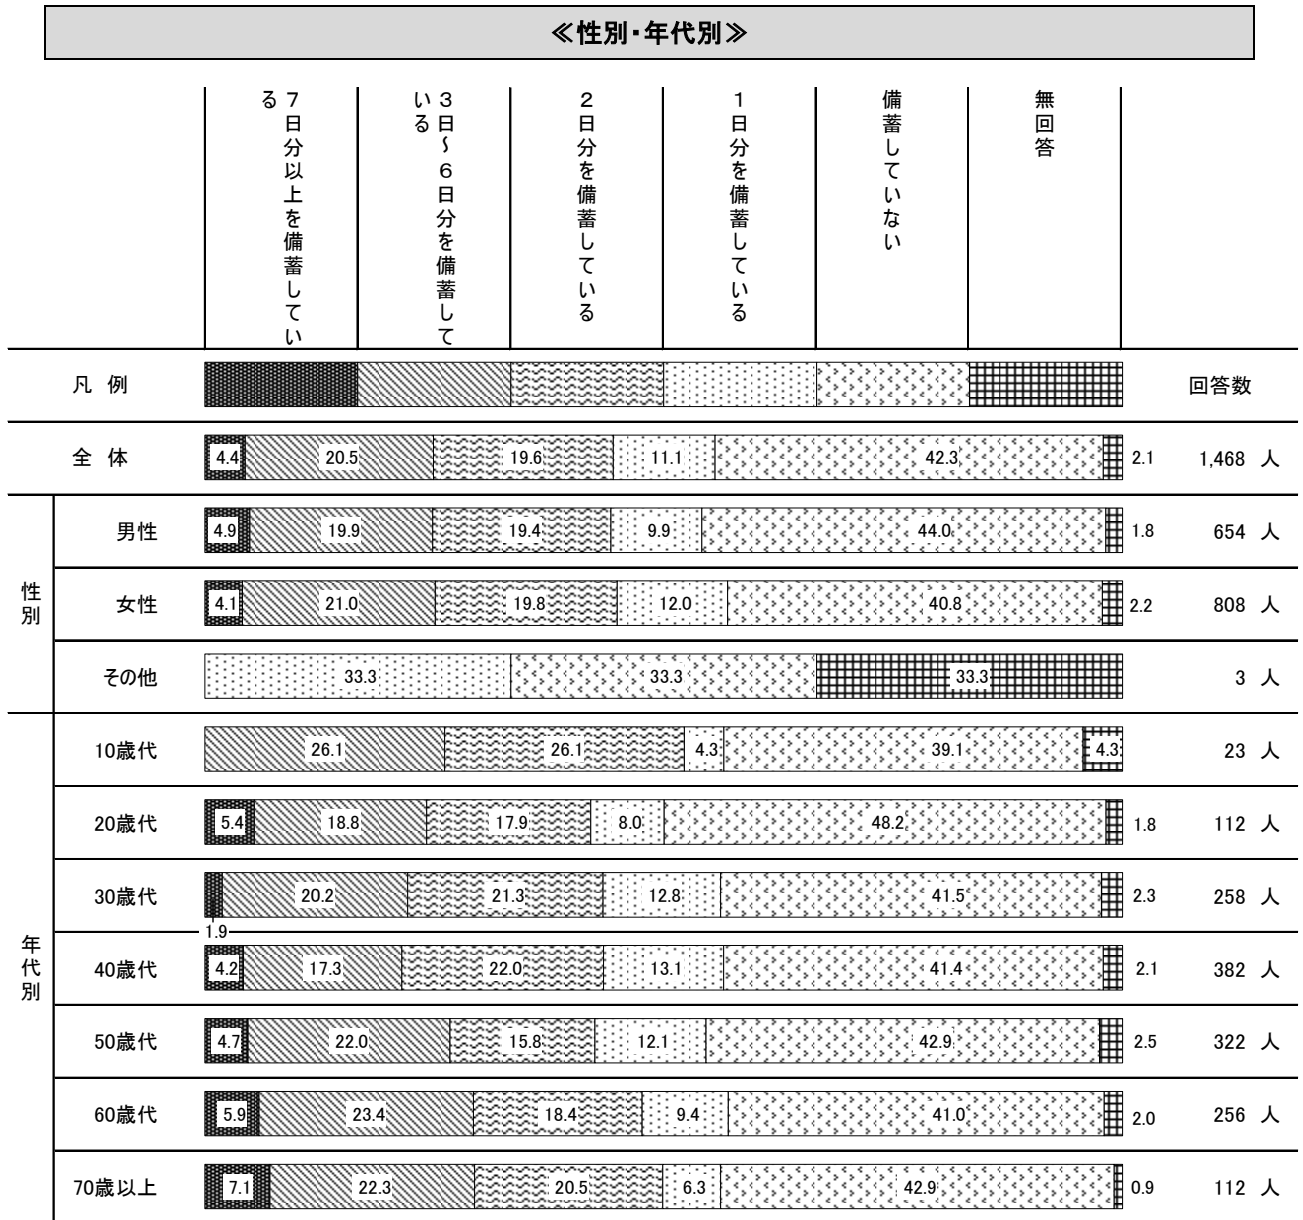 ≪性別・年代別≫
7日分以上を備蓄している
3日～6日分を備蓄している
2日分を備蓄している
1日分を備蓄している
備蓄していない
無回答
凡 例 回答数
全 体 4.4 20.5 19.6 11.1 42.3 2.1 1,468 人
性別
男性 4.9 19.9 19.4 9.9 44.0 1.8 654 人
女性 4.1 21.0 19.8 12.0 40.8 2.2 808 人
その他 33.3 33.3 33.3 3 人
年代別
10歳代 26.1 26.1 4.3 39.1 4.3 23 人
20歳代 5.4 18.8 17.9 8.0 48.2 1.8 112 人
30歳代 1.9 20.2 21.3 12.8 41.5 2.3 258 人
40歳代 4.2 17.3 22.0 13.1 41.4 2.1 382 人
50歳代 4.7 22.0 15.8 12.1 42.9 2.5 322 人
60歳代 5.9 23.4 18.4 9.4 41.0 2.0 256 人
70歳以上 7.1 22.3 20.5 6.3 42.9 0.9 112 人